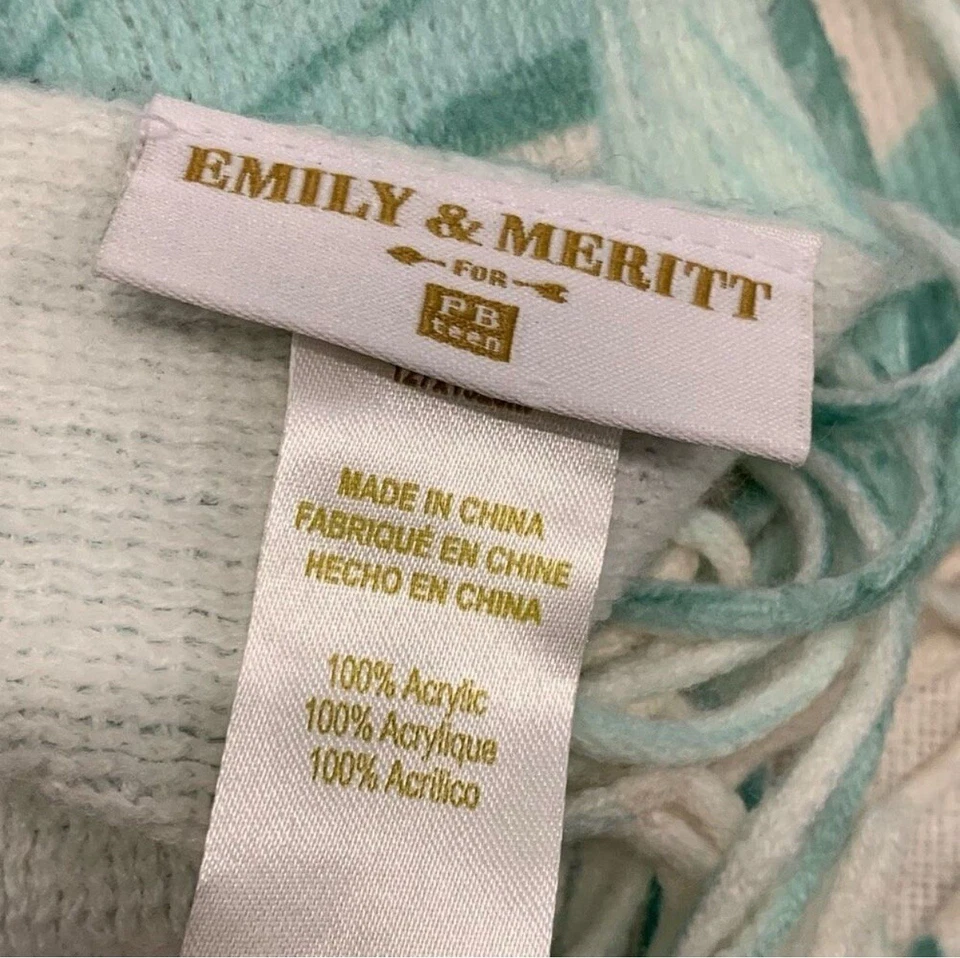 EMILY & MERITT
FOR
PB
teen
MADE IN CHINA
FABRIQUÉ EN CHINE
HECHO EN CHINA
100% Acrylic
100% Acrylique
100% Acrilico